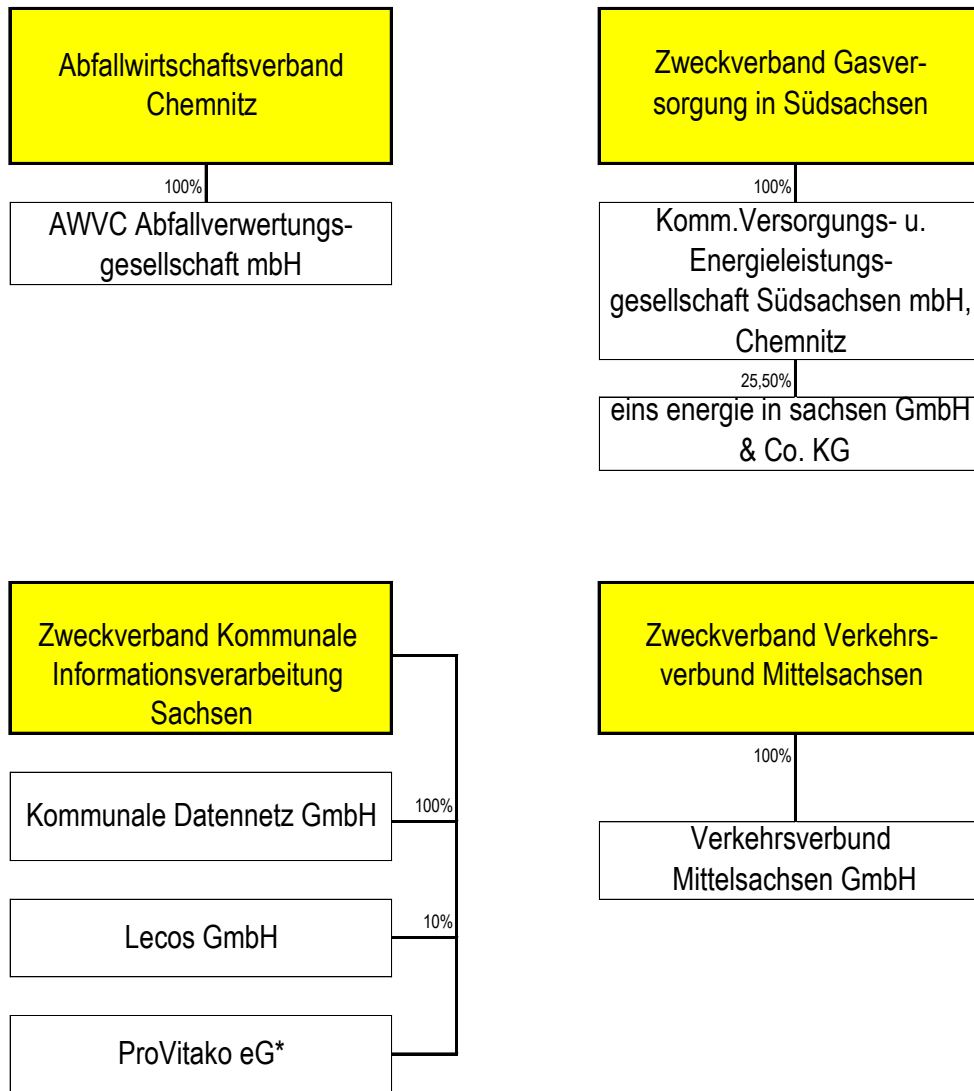 Abfallwirtschaftsverband
Chemnitz
100%
AWVC Abfallverwertungs-
gesellschaft mbH
Zweckverband Gasver-
sorgung in Südsachsen
100%
Komm.Versorgungs- u.
Energieleistungs-
gesellschaft Südsachsen mbH,
Chemnitz
25,50%
eins energie in sachsen GmbH
& Co. KG
Zweckverband Kommunale
Informationsverarbeitung
Sachsen
Kommunale Datennetz GmbH
100%
Lecos GmbH
10%
ProVitako eG*
Zweckverband Verkehrs-
verbund Mittelsachsen
100%
Verkehrsverbund
Mittelsachsen GmbH